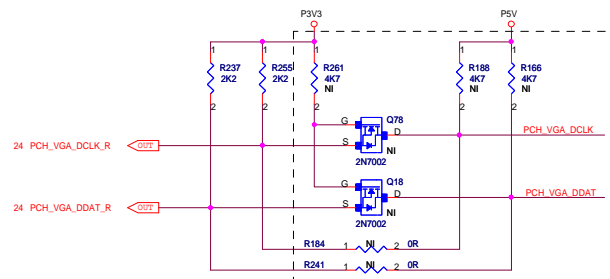 P3V3 P5V
1 1 1 1 1
R237 R255 R261 R188 R166
2K2 2K2 4K7 4K7 4K7
NI NI NI
2 2 2 2 2
G Q78
D PCH_VGA_DCLK
24 PCH_VGA_DCLK_R OUT S NI
2N7002
G Q18
D PCH_VGA_DDAT
24 PCH_VGA_DDAT_R OUT S NI
2N7002
R184 1 NI 2 0R
R241 1 NI 2 0R